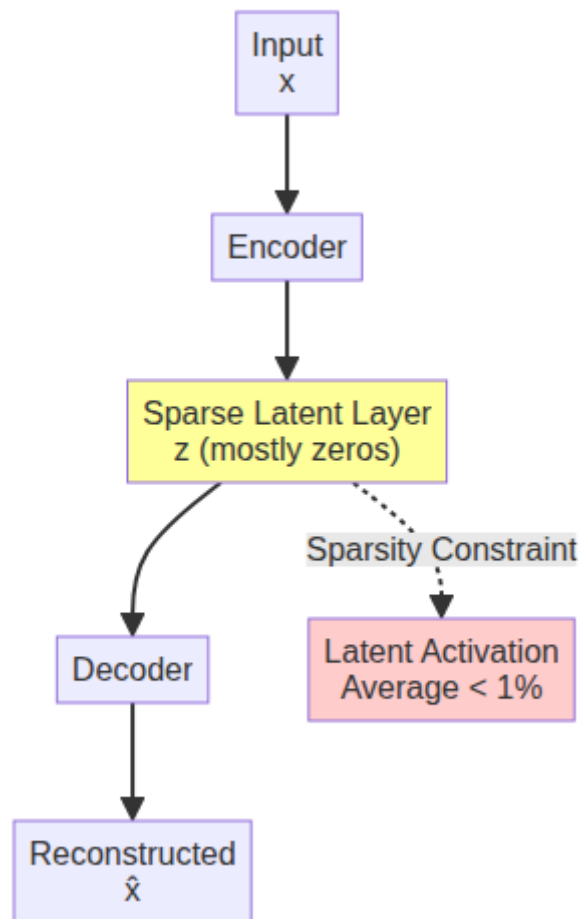 Input
x
Encoder
Sparse Latent Layer
z (mostly zeros)
Sparsity Constraint
Decoder
Latent Activation
Average < 1%
Reconstructed
x̂